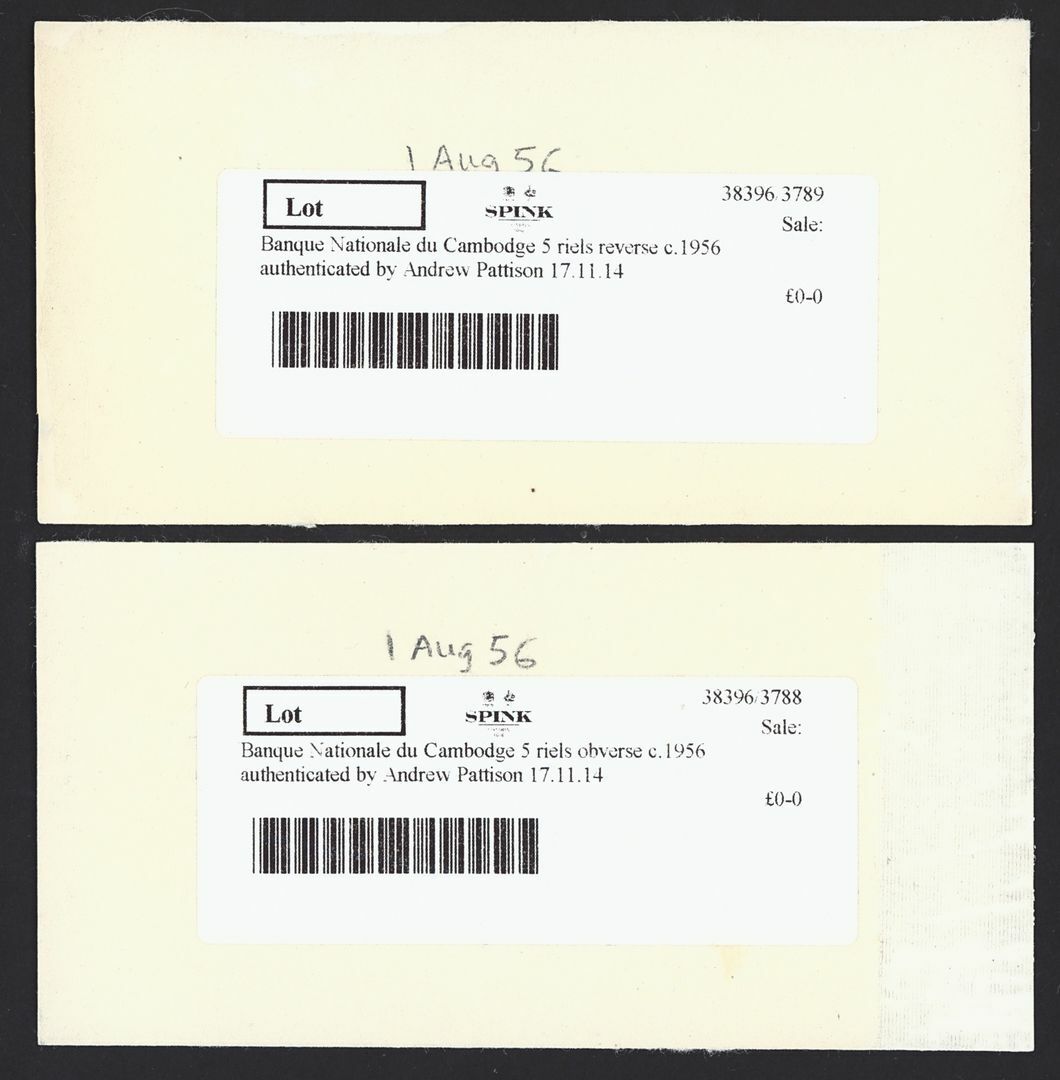 1 Aug 56
Lot
SPINK
38396/3789
Sale:
Banque Nationale du Cambodge 5 riels reverse c.1956
authenticated by Andrew Pattison 17.11.14
£0-0
1 Aug 56
Lot
SPINK
38396/3788
Sale:
Banque Nationale du Cambodge 5 riels obverse c.1956
authenticated by Andrew Pattison 17.11.14
£0-0